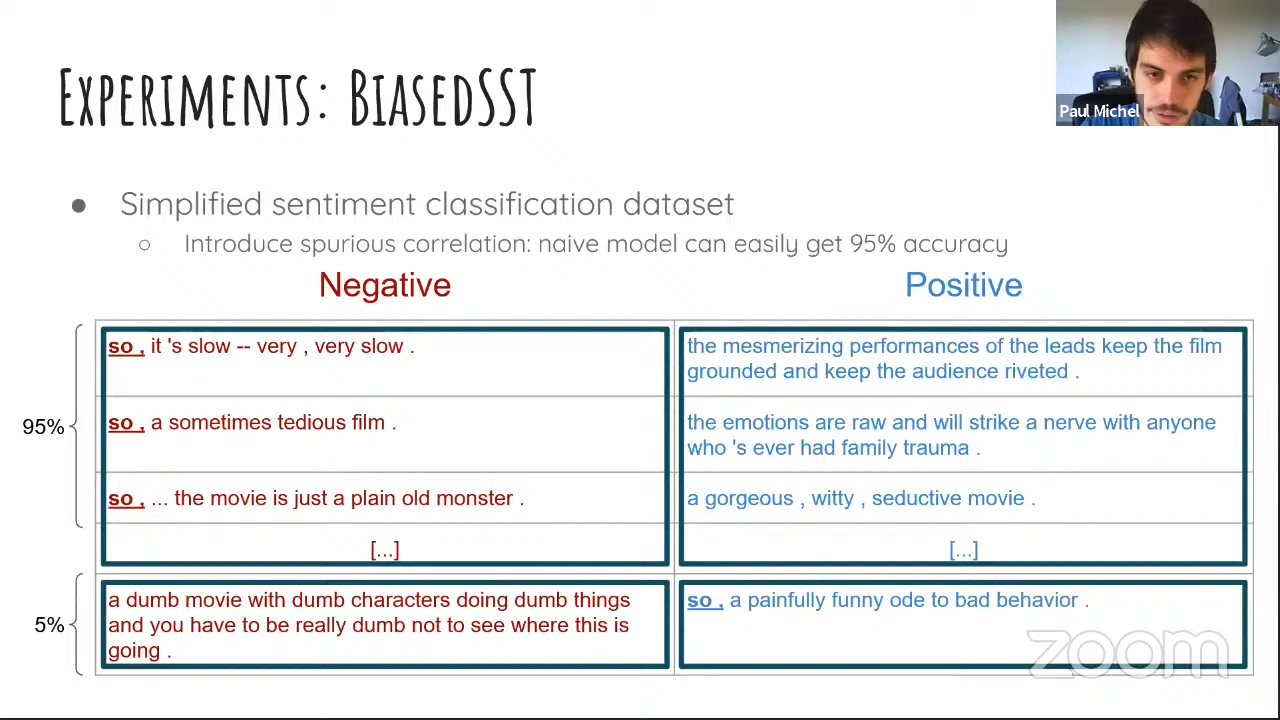 EXPERIMENTS: BIASEDSST
Paul Michel
● Simplified sentiment classification dataset
○ Introduce spurious correlation: naive model can easily get 95% accuracy
Negative
Positive
95%
so , it 's slow -- very , very slow .
the mesmerizing performances of the leads keep the film
grounded and keep the audience riveted .
so , a sometimes tedious film .
the emotions are raw and will strike a nerve with anyone
who 's ever had family trauma .
so , ... the movie is just a plain old monster .
a gorgeous , witty , seductive movie .
[...]
[...]
5%
a dumb movie with dumb characters doing dumb things
and you have to be really dumb not to see where this is
going .
so , a painfully funny ode to bad behavior .
zoom